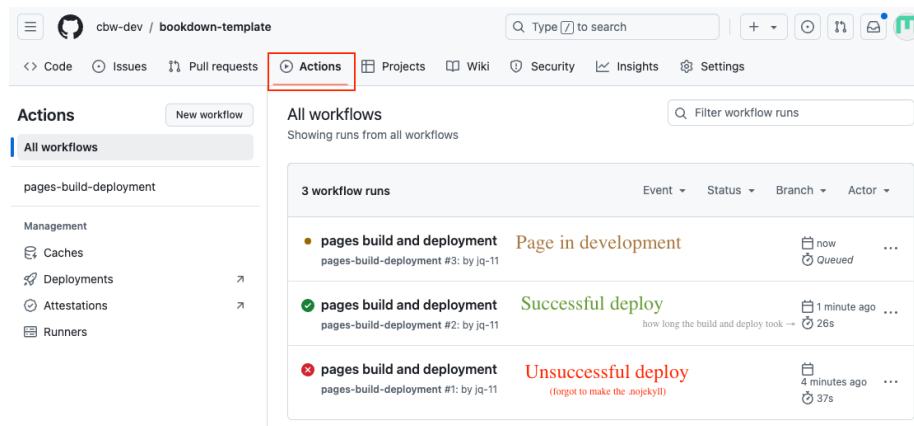 cbw-dev / bookdown-template
Type / to search
Code
Issues
Pull requests
Actions
Projects
Wiki
Security
Insights
Settings
Actions
New workflow
All workflows
pages-build-deployment
Management
Caches
Deployments
Attestations
Runners
All workflows
Showing runs from all workflows
Filter workflow runs
3 workflow runs
Event
Status
Branch
Actor
pages build and deployment
pages-build-deployment #3: by jq-11
Page in development
now
Queued
pages build and deployment
pages-build-deployment #2: by jq-11
Successful deploy
how long the build and deploy took →
1 minute ago
26s
pages build and deployment
pages-build-deployment #1: by jq-11
Unsuccessful deploy
(forgot to make the .nojekyll)
4 minutes ago
37s